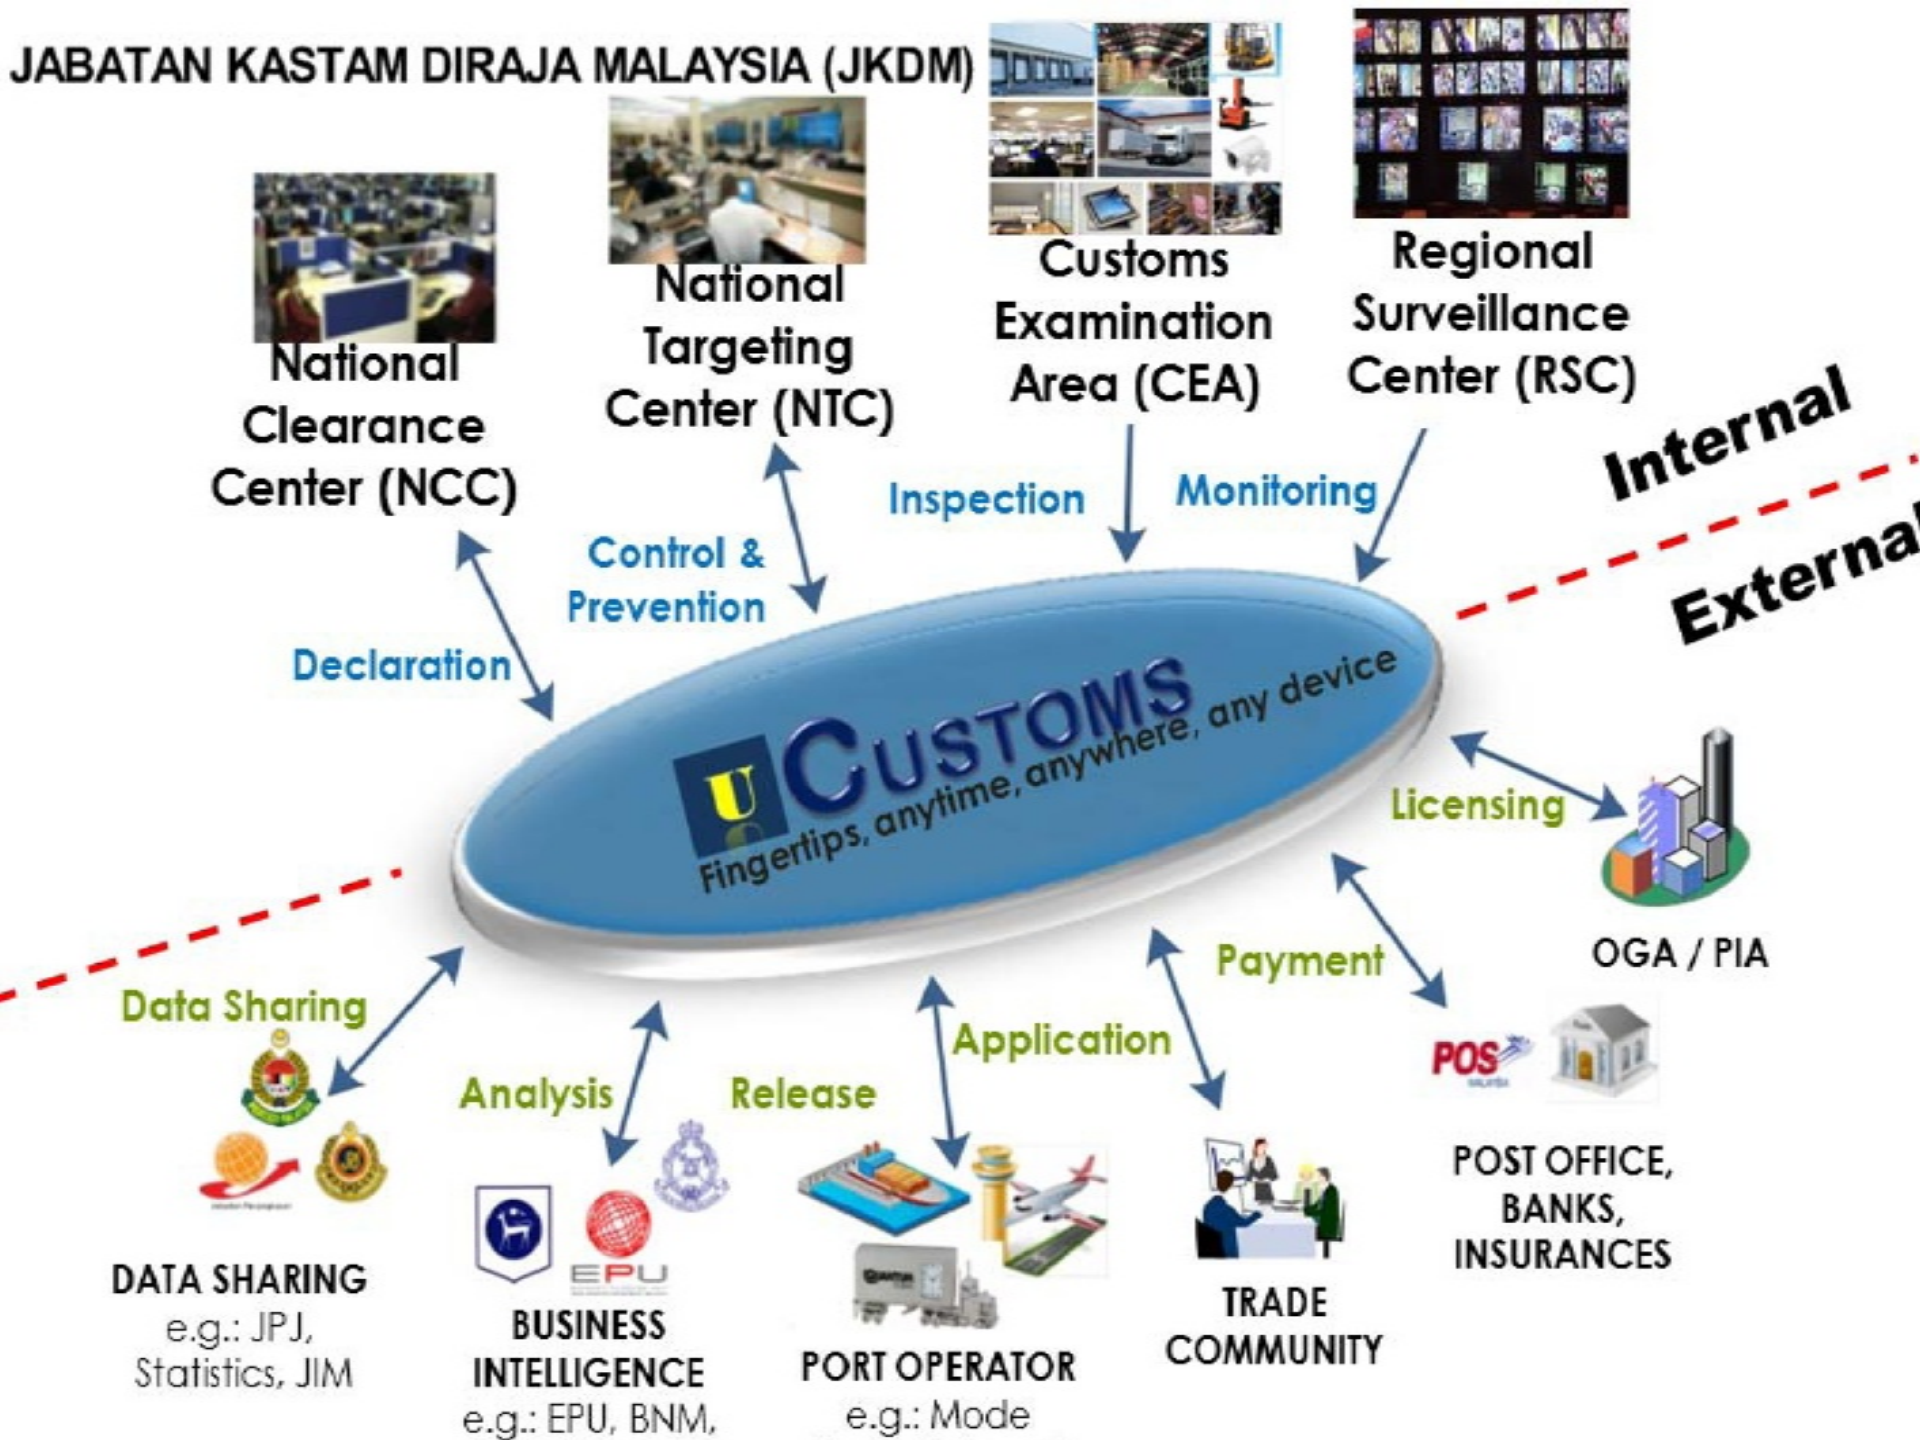 JABATAN KASTAM DIRAJA MALAYSIA (JKDM)
National
Clearance
Center (NCC)
National
Targeting
Center (NTC)
Customs
Examination
Area (CEA)
Regional
Surveillance
Center (RSC)
Internal
External
Declaration
Control &
Prevention
Inspection
Monitoring
U CUSTOMS
Fingertips, anytime, anywhere, any device
Licensing
OGA / PIA
Payment
POS
MALAYSIA
POST OFFICE,
BANKS,
INSURANCES
Application
TRADE
COMMUNITY
Release
PORT OPERATOR
e.g.: Mode
Analysis
EPU
BUSINESS
INTELLIGENCE
e.g.: EPU, BNM,
Data Sharing
DATA SHARING
e.g.: JPJ,
Statistics, JIM